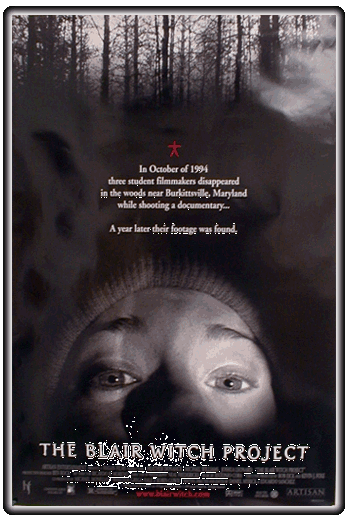 In October of 1994
three student filmmakers disappeared
in the woods near Burkittsville, Maryland
while shooting a documentary...
A year later their footage was found.
THE BLAIR WITCH PROJECT
www.blairwitch.com
ARTISAN